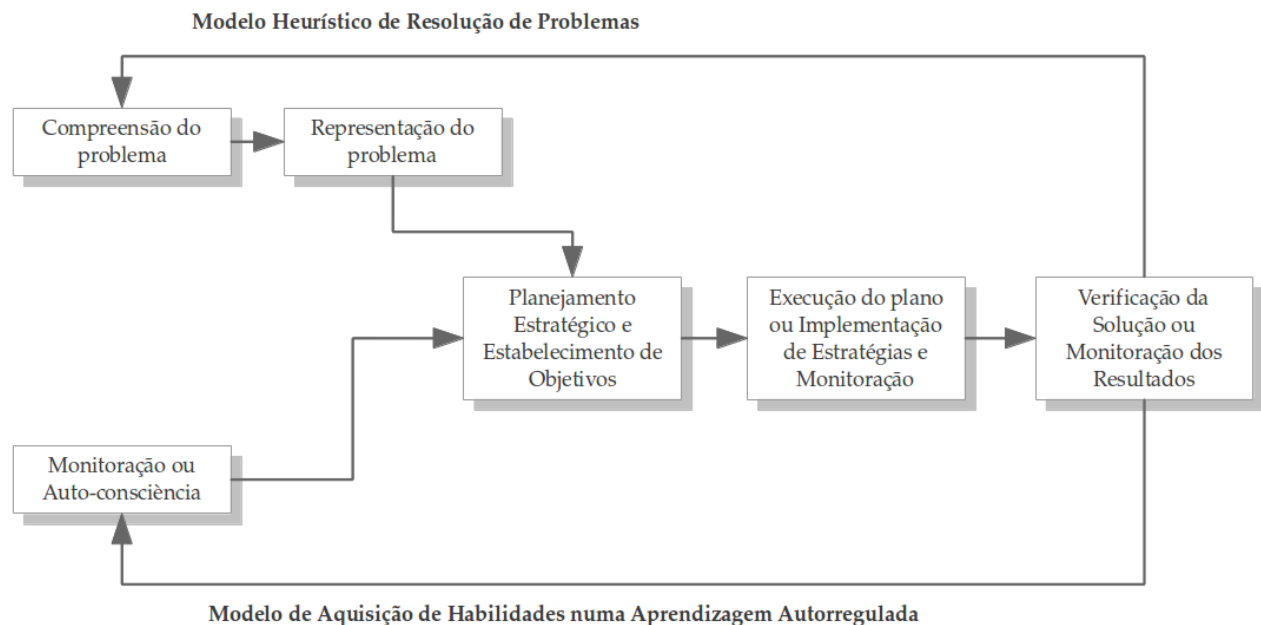 Modelo Heurístico de Resolução de Problemas
Compreensão do
problema
Representação do
problema
Planejamento
Estratégico e
Estabelecimento de
Objetivos
Execução do plano
ou Implementação
de Estratégias e
Monitoração
Verificação da
Solução ou
Monitoração dos
Resultados
Monitoração ou
Auto-consciència
Modelo de Aquisição de Habilidades numa Aprendizagem Autorregulada